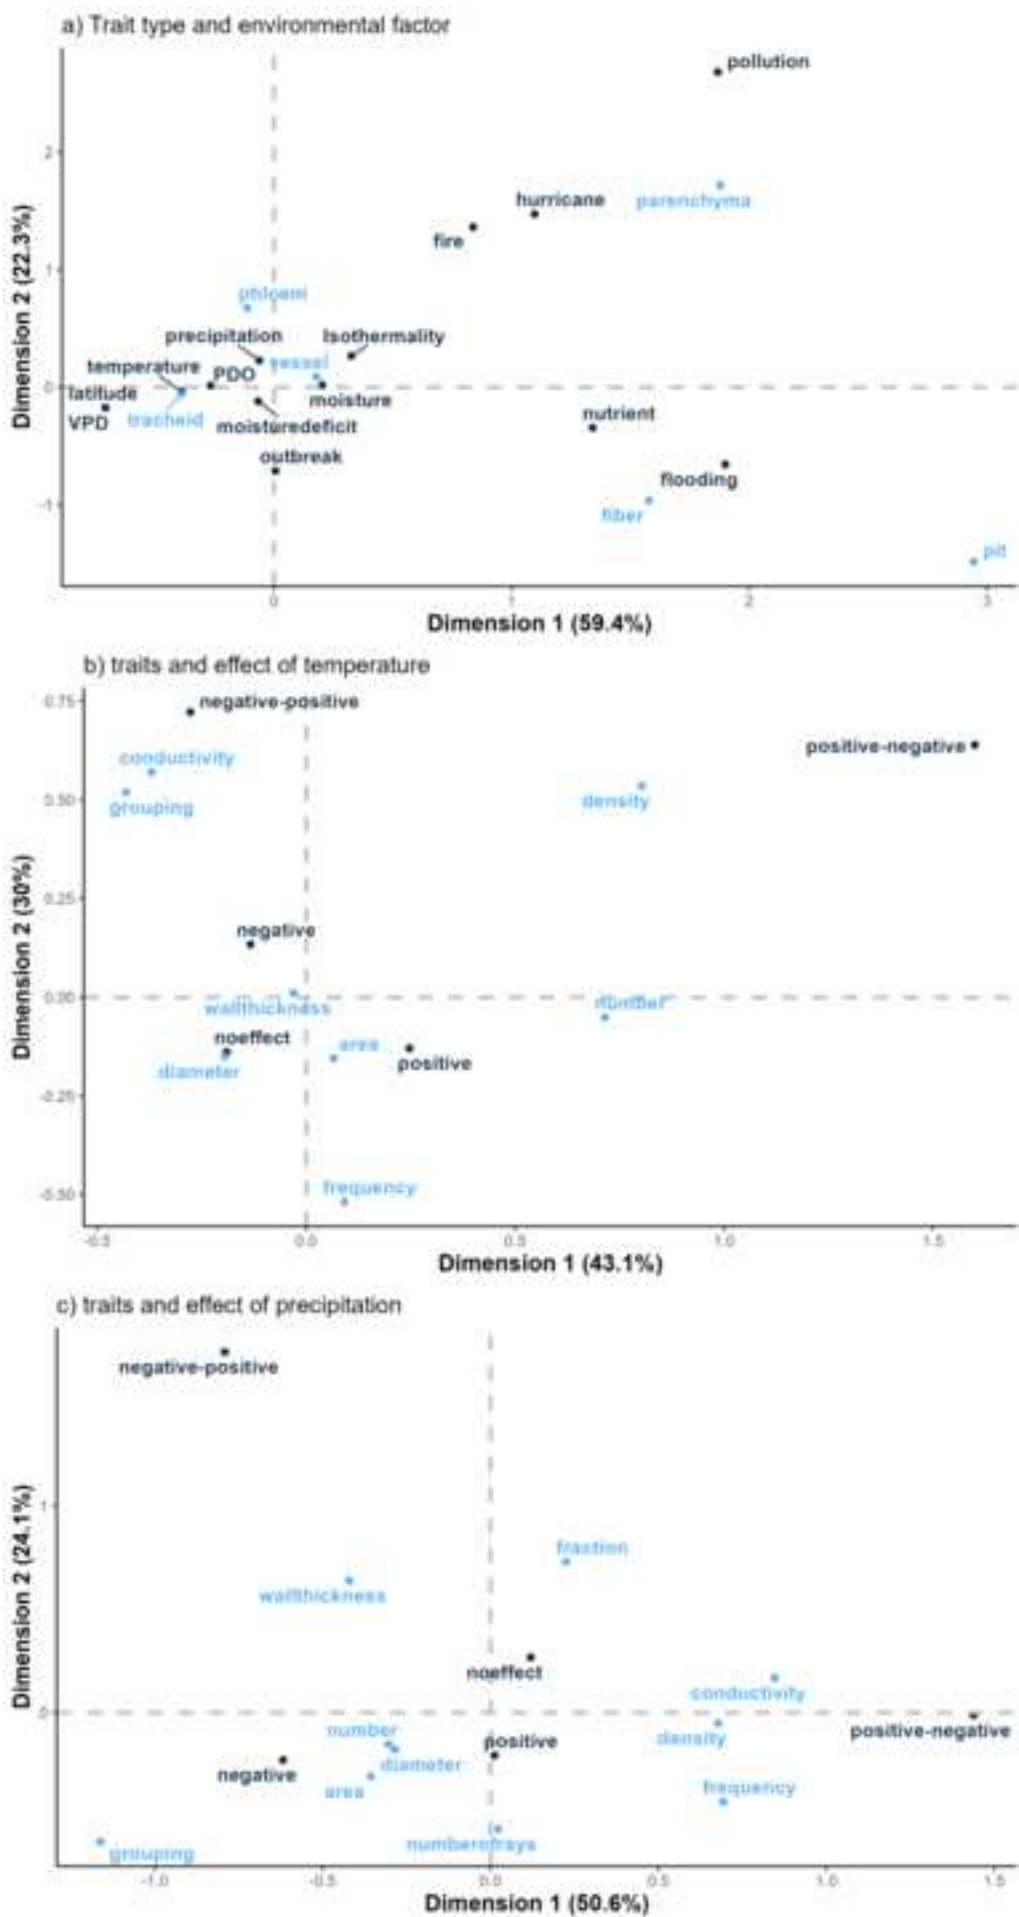 a) Trait type and environmental factor
pollution
2
parenchyma
hurricane
fire
1
phloem
precipitation
Isothermality
temperature
vessel
PDO
0
latitude
moisture
VPD
tracheid
moisturedeficit
nutrient
outbreak
flooding
-1
fiber
pit
0 1 2 3
Dimension 2 (22.3%)
Dimension 1 (59.4%)
b) traits and effect of temperature
0.75
negative-positive
conductivity
positive-negative
0.50
grouping
density
0.25
negative
0.00
wallthickness
number
noeffect
area
diameter
positive
-0.25
frequency
-0.50
-0.5 0.0 0.5 1.0 1.5
Dimension 2 (30%)
Dimension 1 (43.1%)
c) traits and effect of precipitation
negative-positive
1
fraction
wallthickness
noeffect
conductivity
0
number
positive
density
positive-negative
diameter
negative
area
frequency
numberofrays
grouping
-1.0 -0.5 0.0 0.5 1.0 1.5
Dimension 2 (24.1%)
Dimension 1 (50.6%)